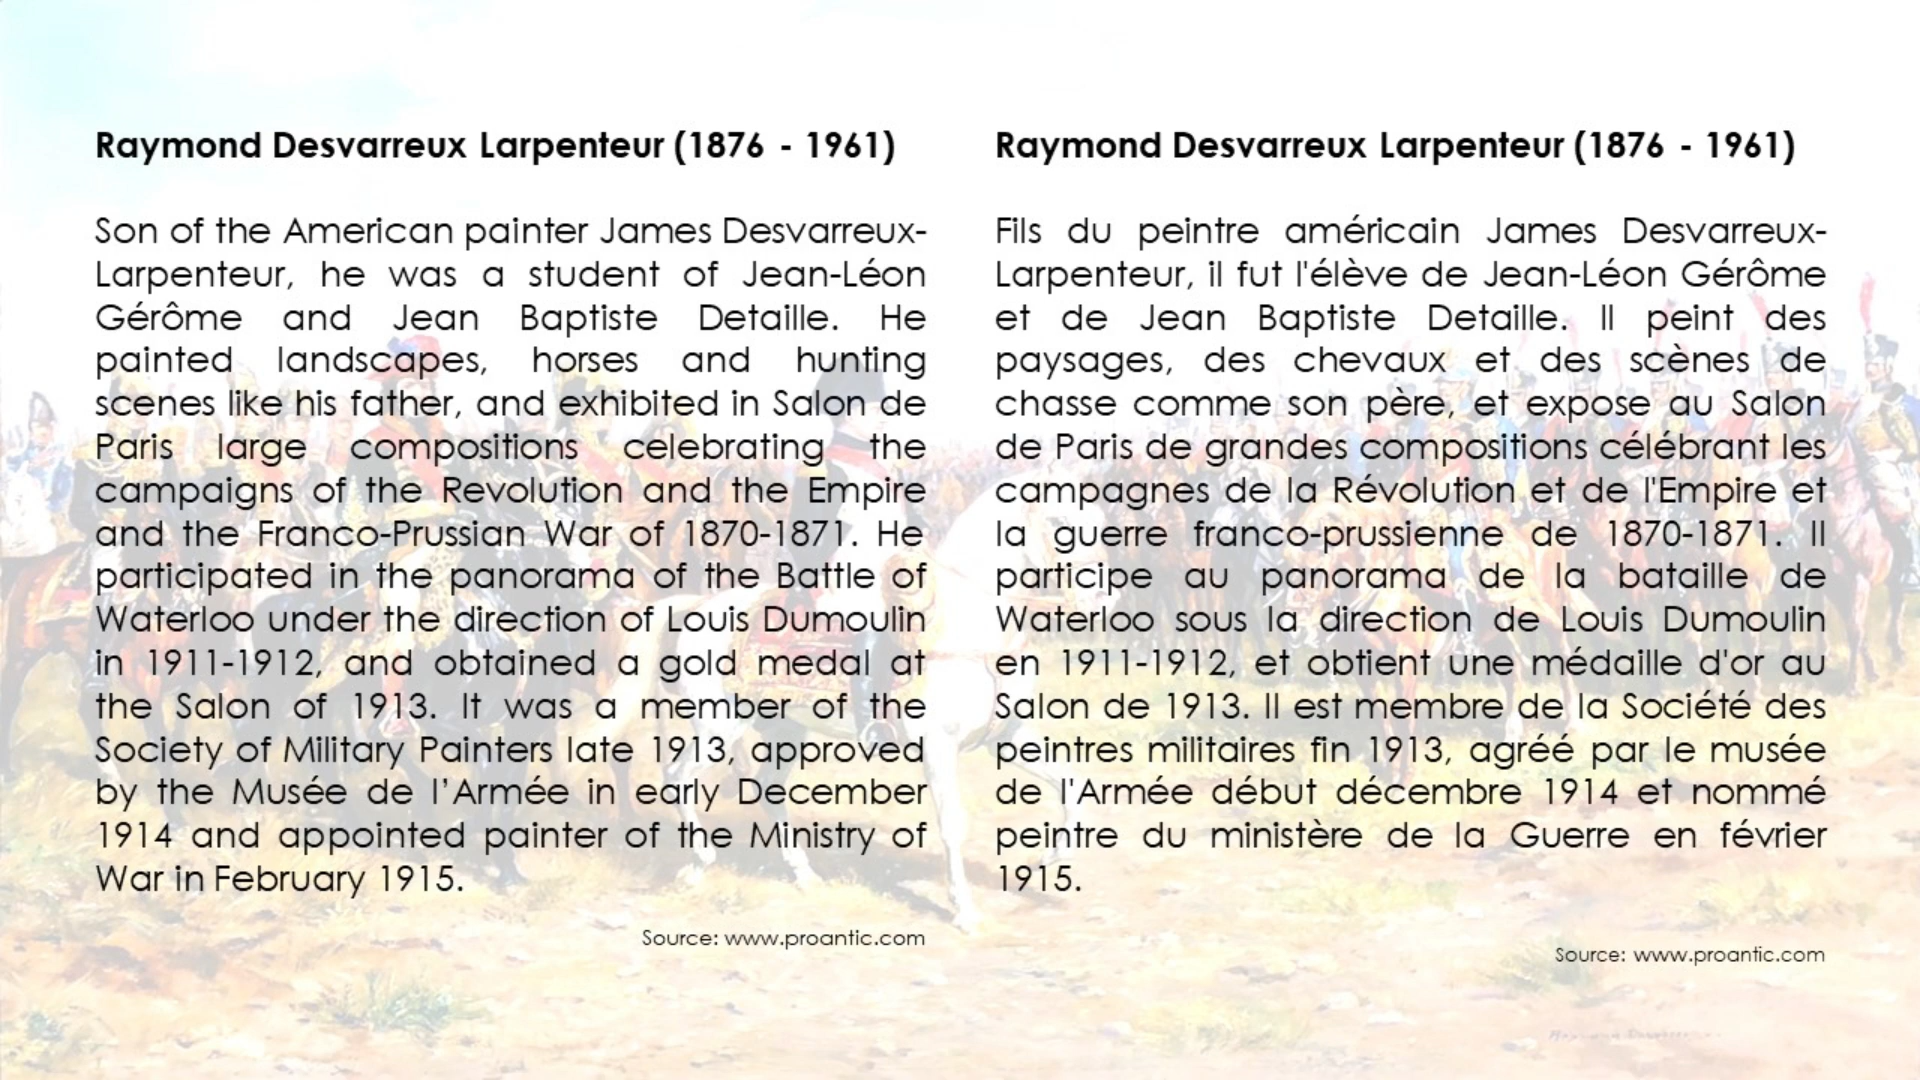 Raymond Desvarreux Larpenteur (1876 - 1961)
Son of the American painter James Desvarreux-
Larpenteur, he was a student of Jean-Léon
Gérôme and Jean Baptiste Detaille. He
painted landscapes, horses and hunting
scenes like his father, and exhibited in Salon de
Paris large compositions celebrating the
campaigns of the Revolution and the Empire
and the Franco-Prussian War of 1870-1871. He
participated in the panorama of the Battle of
Waterloo under the direction of Louis Dumoulin
in 1911-1912, and obtained a gold medal at
the Salon of 1913. It was a member of the
Society of Military Painters late 1913, approved
by the Musée de l’Armée in early December
1914 and appointed painter of the Ministry of
War in February 1915.
Source: www.proantic.com
Raymond Desvarreux Larpenteur (1876 - 1961)
Fils du peintre américain James Desvarreux-
Larpenteur, il fut l'élève de Jean-Léon Gérôme
et de Jean Baptiste Detaille. Il peint des
paysages, des chevaux et des scènes de
chasse comme son père, et expose au Salon
de Paris de grandes compositions célébrant les
campagnes de la Révolution et de l'Empire et
la guerre franco-prussienne de 1870-1871. Il
participe au panorama de la bataille de
Waterloo sous la direction de Louis Dumoulin
en 1911-1912, et obtient une médaille d'or au
Salon de 1913. Il est membre de la Société des
peintres militaires fin 1913, agréé par le musée
de l'Armée début décembre 1914 et nommé
peintre du ministère de la Guerre en février
1915.
Source: www.proantic.com